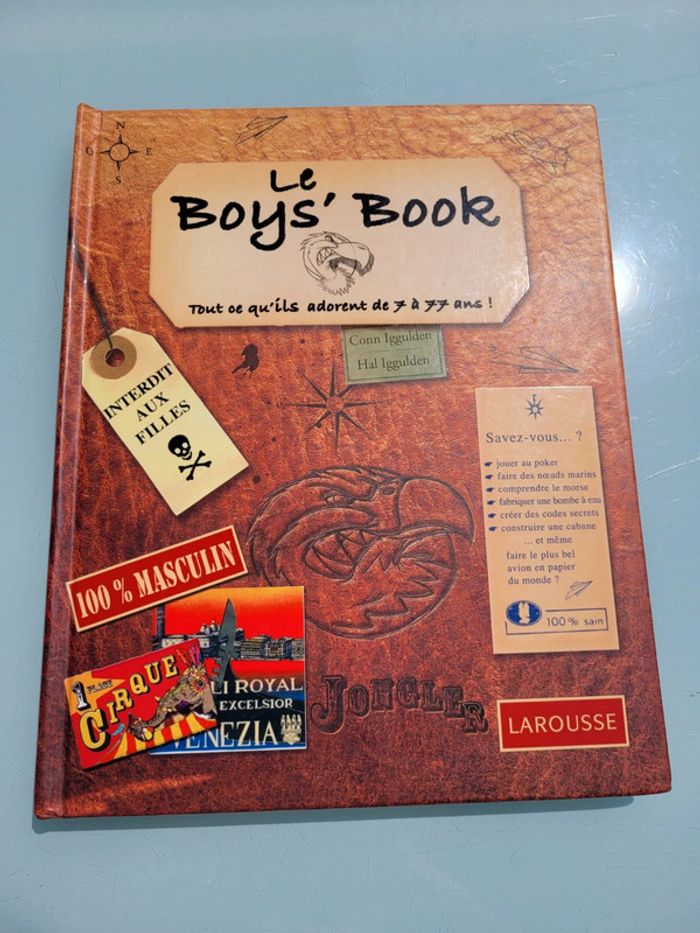 N
O E
S
Le
Boys' Book
Tout ce qu'ils adorent de 7 à 77 ans !
Conn Iggulden
Hal Iggulden
INTERDIT
AUX
FILLES
Savez-vous... ?
jouer au poker
faire des nœuds marins
comprendre le morse
fabriquer une bombe à eau
créer des codes secrets
construire une cabane
... et même
faire le plus bel
avion en papier
du monde ?
100% sain
100 % MASCULIN
1 PLACE
CIRQUE
LI ROYAL
EXCELSIOR
VENEZIA
JONGLER
LAROUSSE